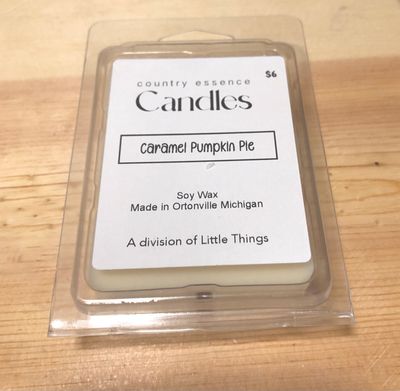 $6
country essence
Candles
Caramel Pumpkin Pie
Soy Wax
Made in Ortonville Michigan
A division of Little Things